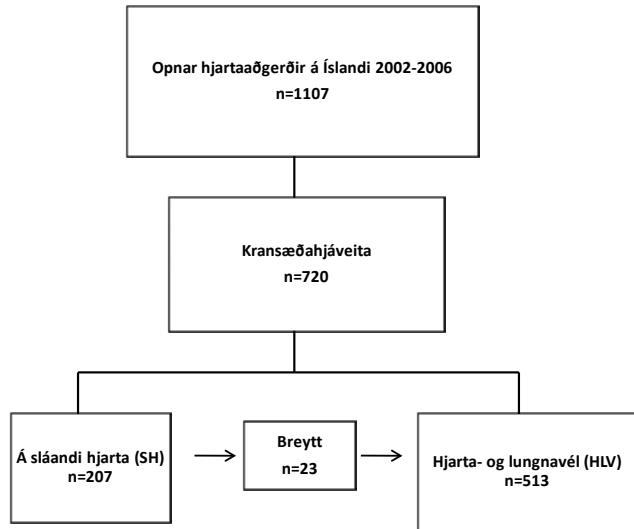 Opnar hjartaaðgerðir á Íslandi 2002-2006
n=1107
Kransæðahjáveita
n=720
Á sláandi hjarta (SH)
n=207
Breytt
n=23
Hjarta- og lungnavél (HLV)
n=513